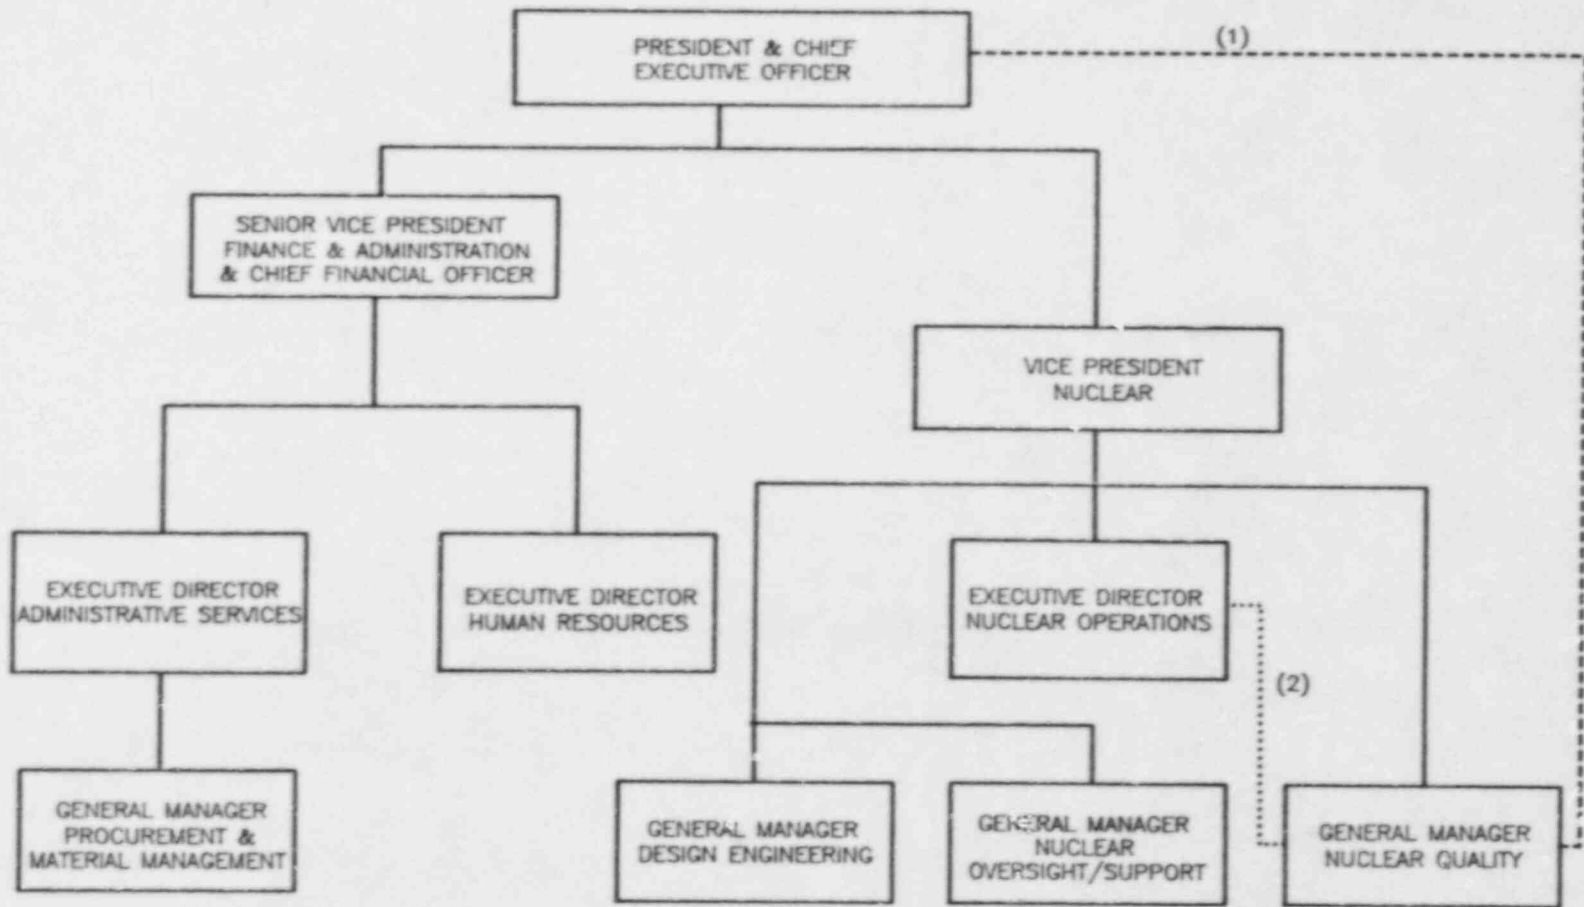 PRESIDENT & CHIEF
EXECUTIVE OFFICER
(1)
SENIOR VICE PRESIDENT
FINANCE & ADMINISTRATION
& CHIEF FINANCIAL OFFICER
VICE PRESIDENT
NUCLEAR
EXECUTIVE DIRECTOR
ADMINISTRATIVE SERVICES
EXECUTIVE DIRECTOR
HUMAN RESOURCES
EXECUTIVE DIRECTOR
NUCLEAR OPERATIONS
(2)
GENERAL MANAGER
PROCUREMENT &
MATERIAL MANAGEMENT
GENERAL MANAGER
DESIGN ENGINEERING
GENERAL MANAGER
NUCLEAR
OVERSIGHT/SUPPORT
GENERAL MANAGER
NUCLEAR QUALITY